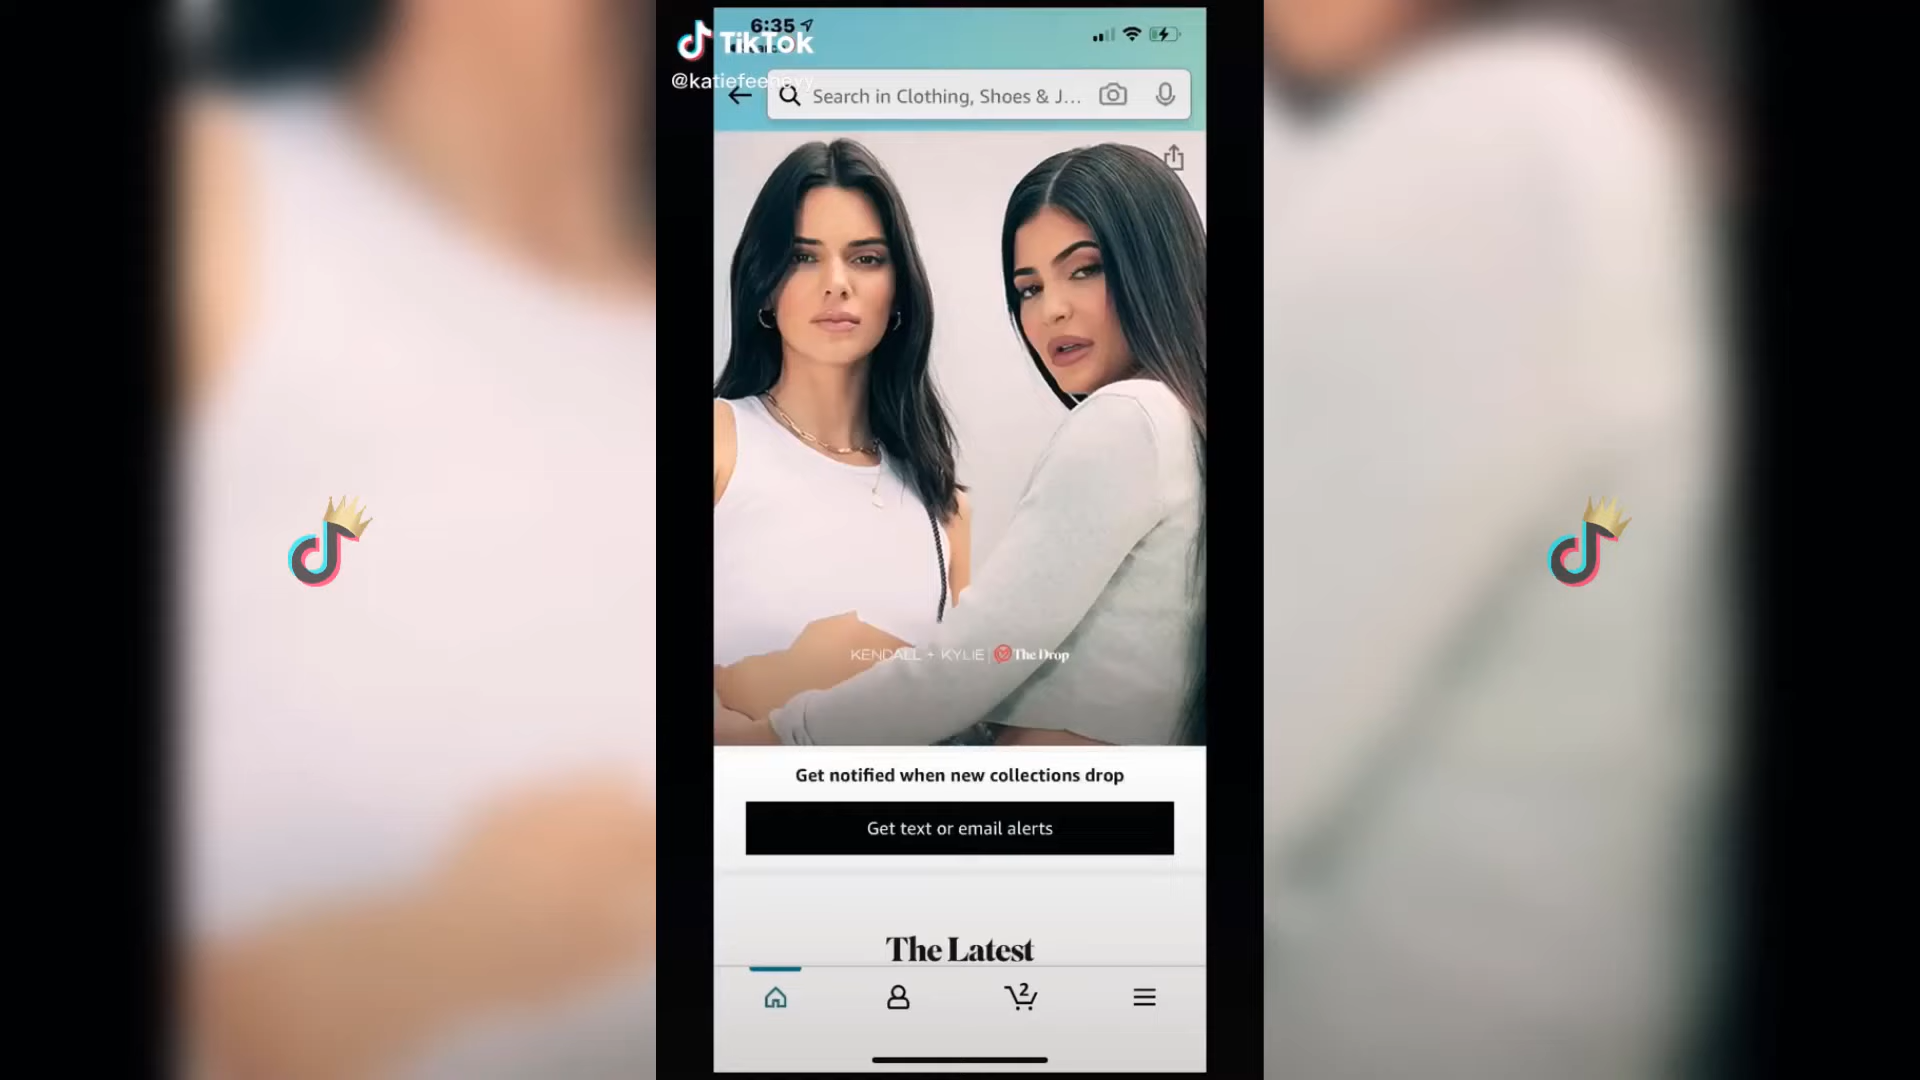 6:35
TikTok
@katiefeeneyy
Search in Clothing, Shoes & J...
KENDALL + KYLIE | The Drop
Get notified when new collections drop
Get text or email alerts
The Latest
2